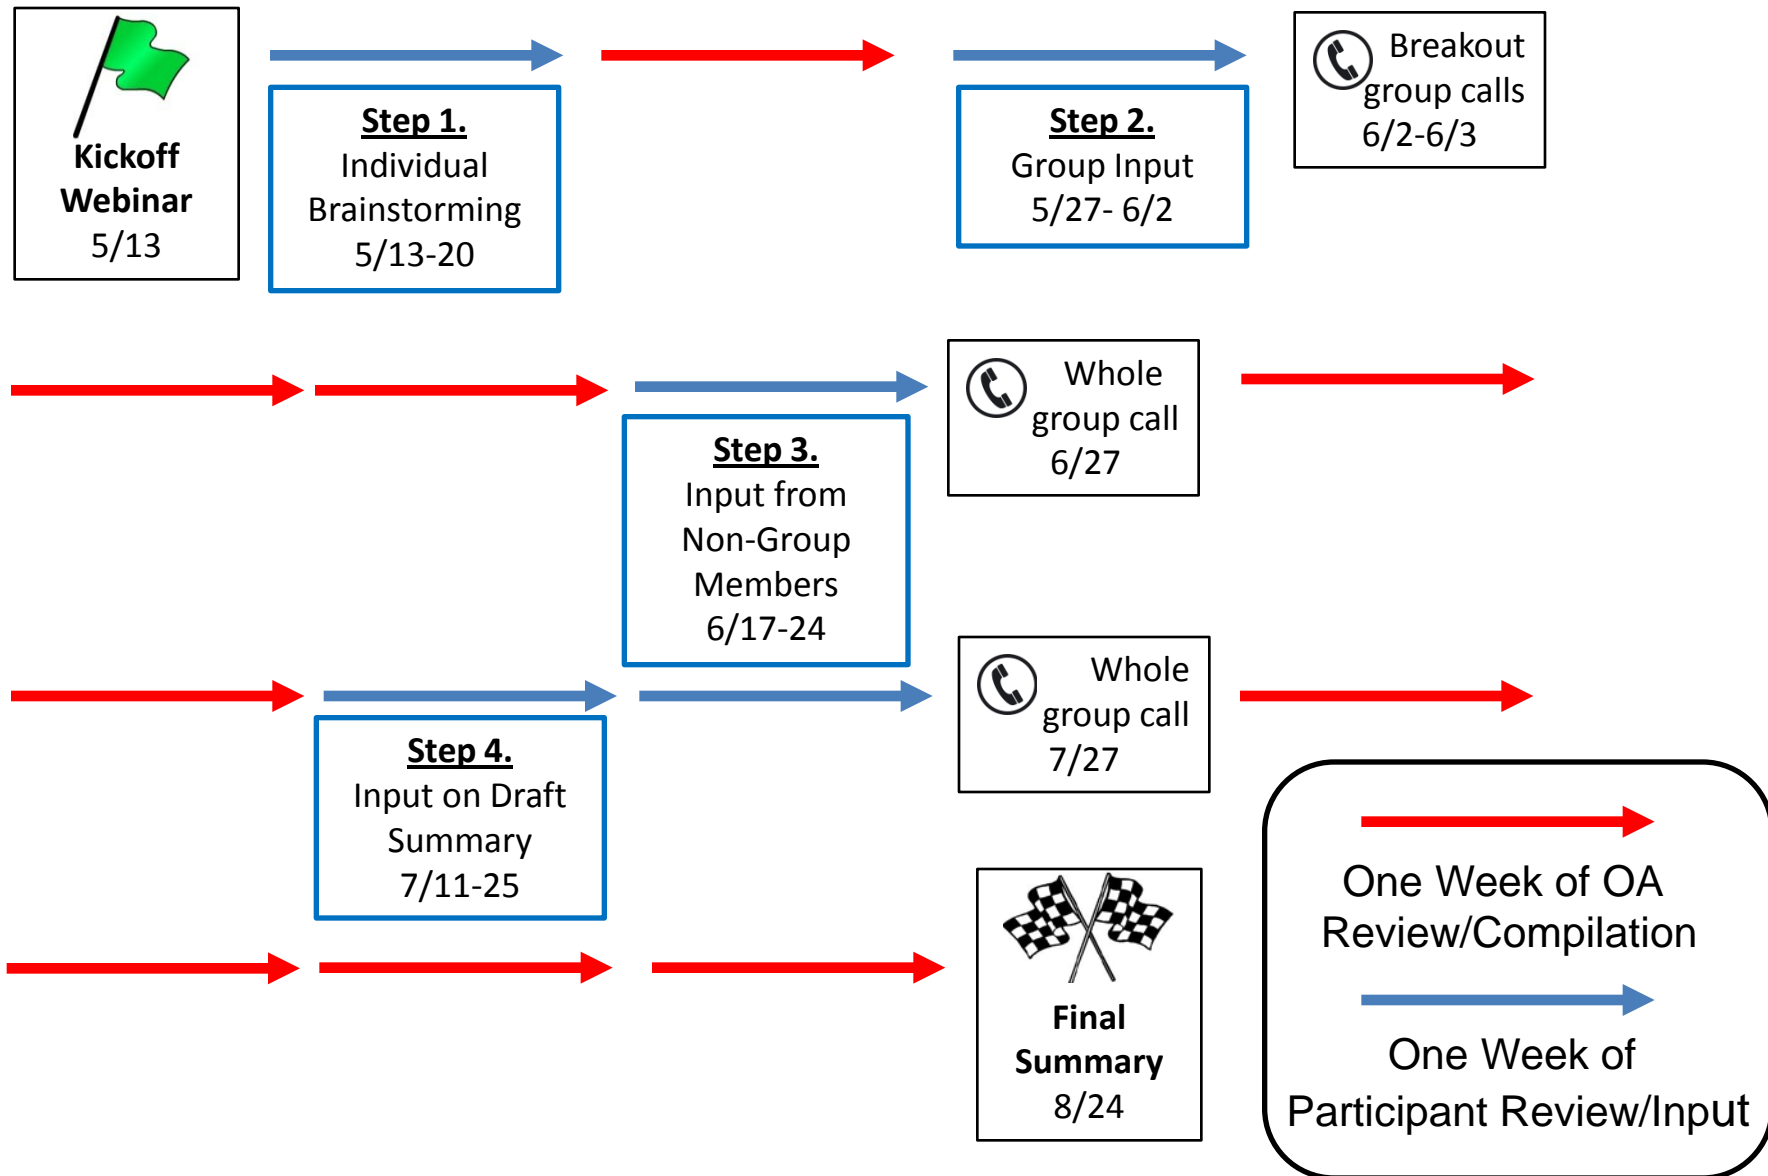 Kickoff
Webinar
5/13
Step 1.
Individual
Brainstorming
5/13-20
Step 2.
Group Input
5/27- 6/2
Breakout
group calls
6/2-6/3
Step 3.
Input from
Non-Group
Members
6/17-24
Whole
group call
6/27
Step 4.
Input on Draft
Summary
7/11-25
Whole
group call
7/27
Final
Summary
8/24
One Week of OA
Review/Compilation
One Week of
Participant Review/Input